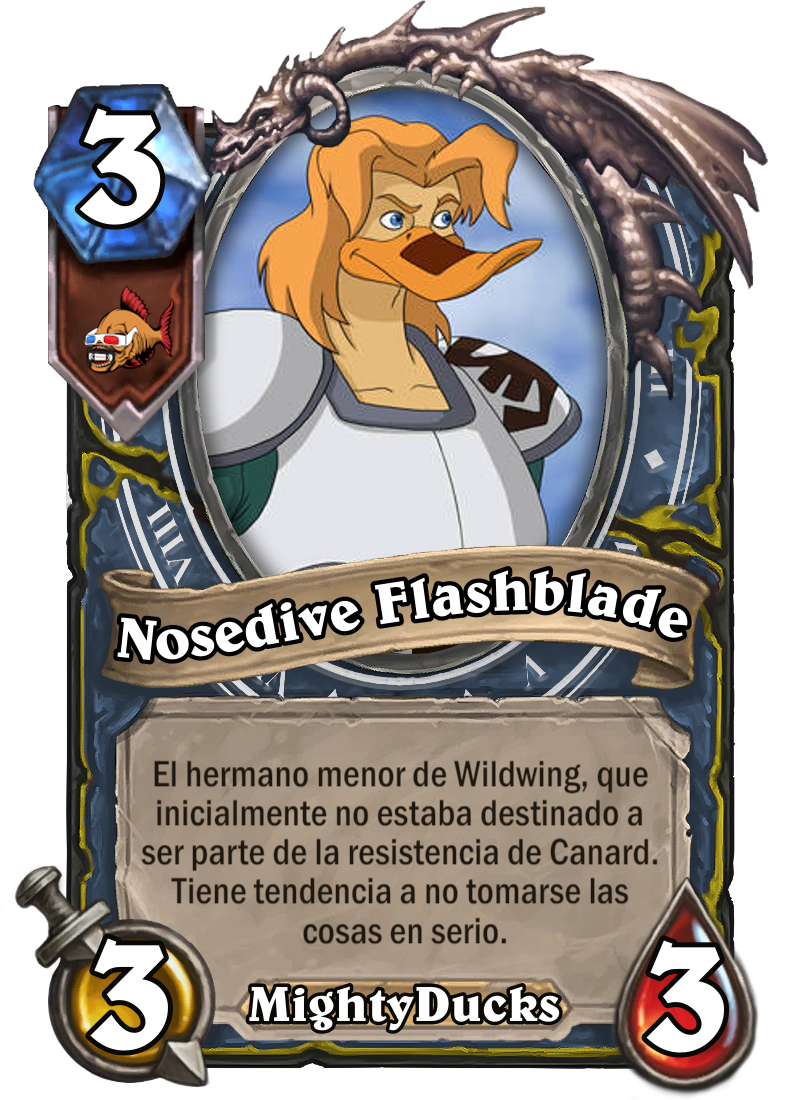 3
Nosedive Flashblade
El hermano menor de Wildwing, que
inicialmente no estaba destinado a
ser parte de la resistencia de Canard.
Tiene tendencia a no tomarse las
cosas en serio.
3
MightyDucks
3